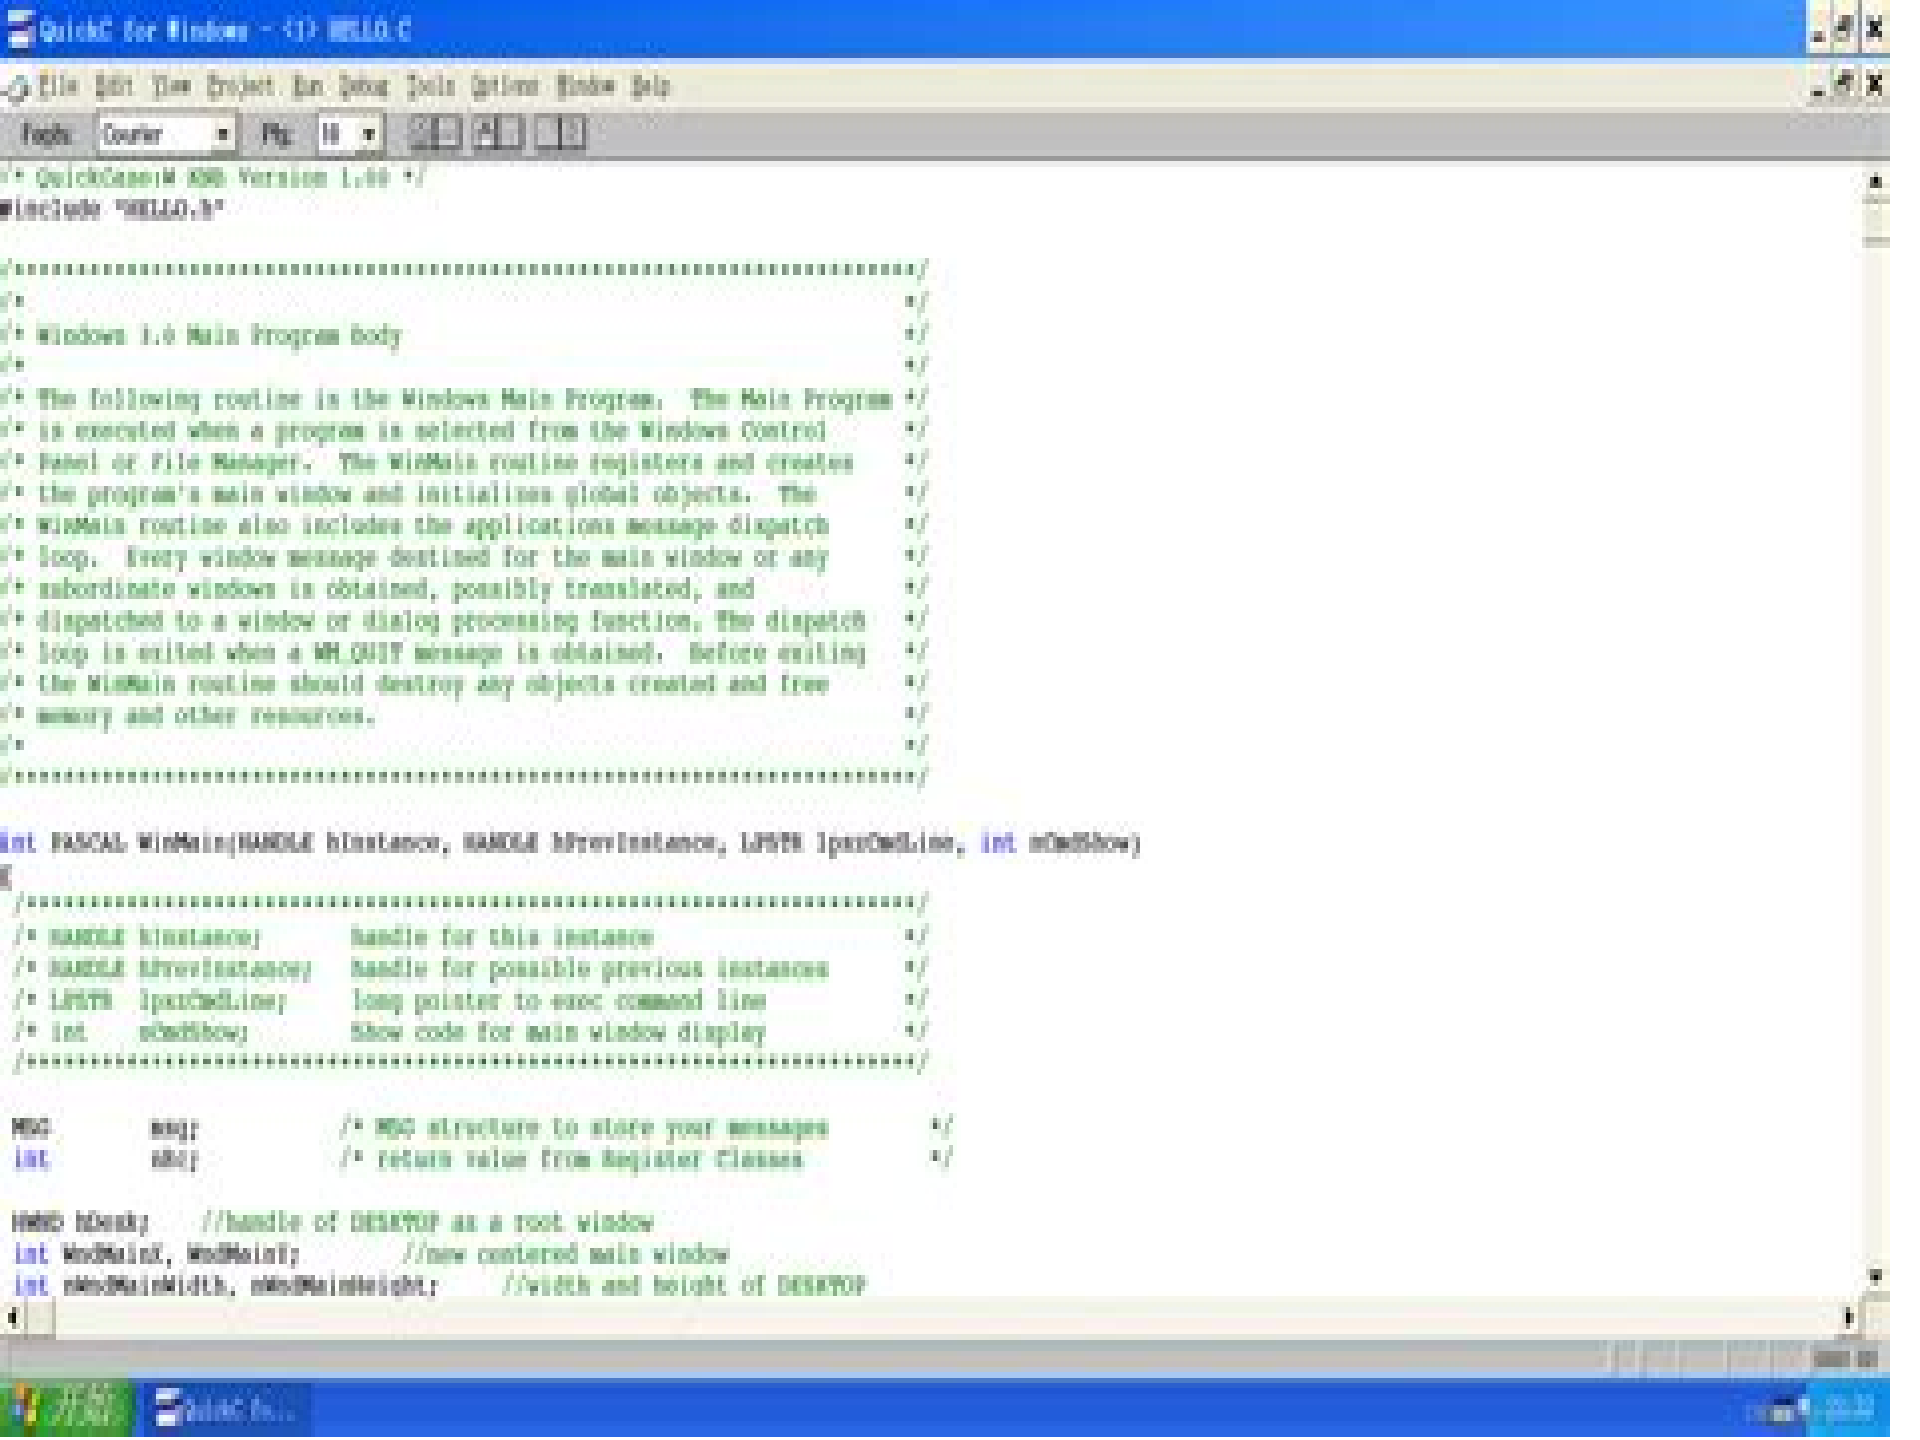 QuickC for Windows - <1> HELLO.C
File Edit View Project Run Debug Tools Options Window Help
Fonts: Courier Pts: 10
/* QuickCase:W KNB Version 1.00 */
#include "HELLO.h"
/************************************************************************/
/* */
/* Windows 3.0 Main Program Body */
/* */
/* The following routine is the Windows Main Program.  The Main Program */
/* is executed when a program is selected from the Windows Control */
/* Panel or File Manager.  The WinMain routine registers and creates */
/* the program's main window and initializes global objects.  The */
/* WinMain routine also includes the applications message dispatch */
/* loop.  Every window message destined for the main window or any */
/* subordinate windows is obtained, possibly translated, and */
/* dispatched to a window or dialog processing function. The dispatch */
/* loop is exited when a WM_QUIT message is obtained.  Before exiting */
/* the WinMain routine should destroy any objects created and free */
/* memory and other resources. */
/* */
/************************************************************************/
int PASCAL WinMain(HANDLE hInstance, HANDLE hPrevInstance, LPSTR lpszCmdLine, int nCmdShow)
{
/***********************************************************************/
/* HANDLE hInstance; handle for this instance */
/* HANDLE hPrevInstance; handle for possible previous instances */
/* LPSTR lpszCmdLine; long pointer to exec command line */
/* int nCmdShow; Show code for main window display */
/***********************************************************************/
MSG msg; /* MSG structure to store your messages */
int nRc; /* return value from Register Classes */
HWND hDesk; //handle of DESKTOP as a root window
int WndMainX, WndMainY; //new centered main window
int nWndMainWidth, nWndMainHeight; //width and height of DESKTOP
开始
QuickC fo...